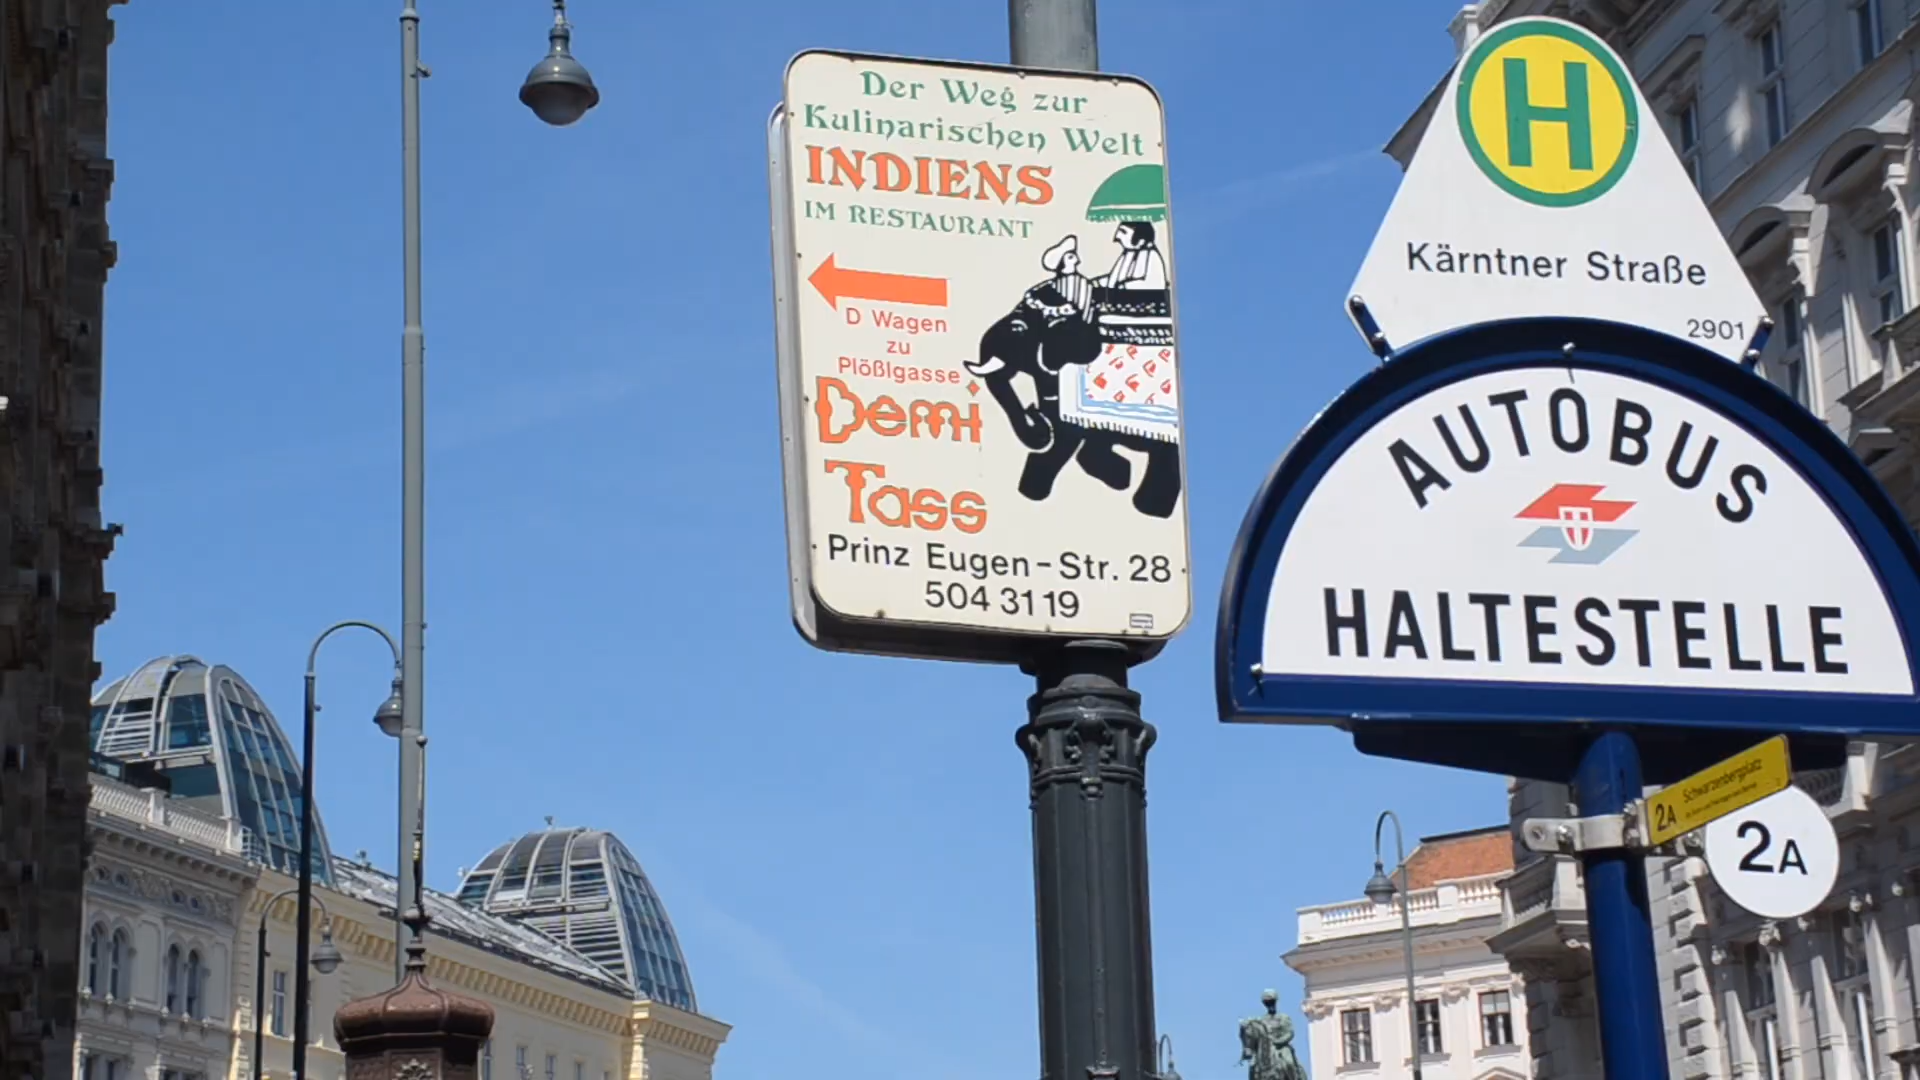 Der Weg zur
Kulinarischen Welt
INDIENS
IM RESTAURANT
D Wagen
zu
Plößlgasse
Demi
Tass
Prinz Eugen-Str. 28
504 31 19
H
Kärntner Straße
2901
AUTOBUS
HALTESTELLE
2A Schwarzenbergplatz
2A